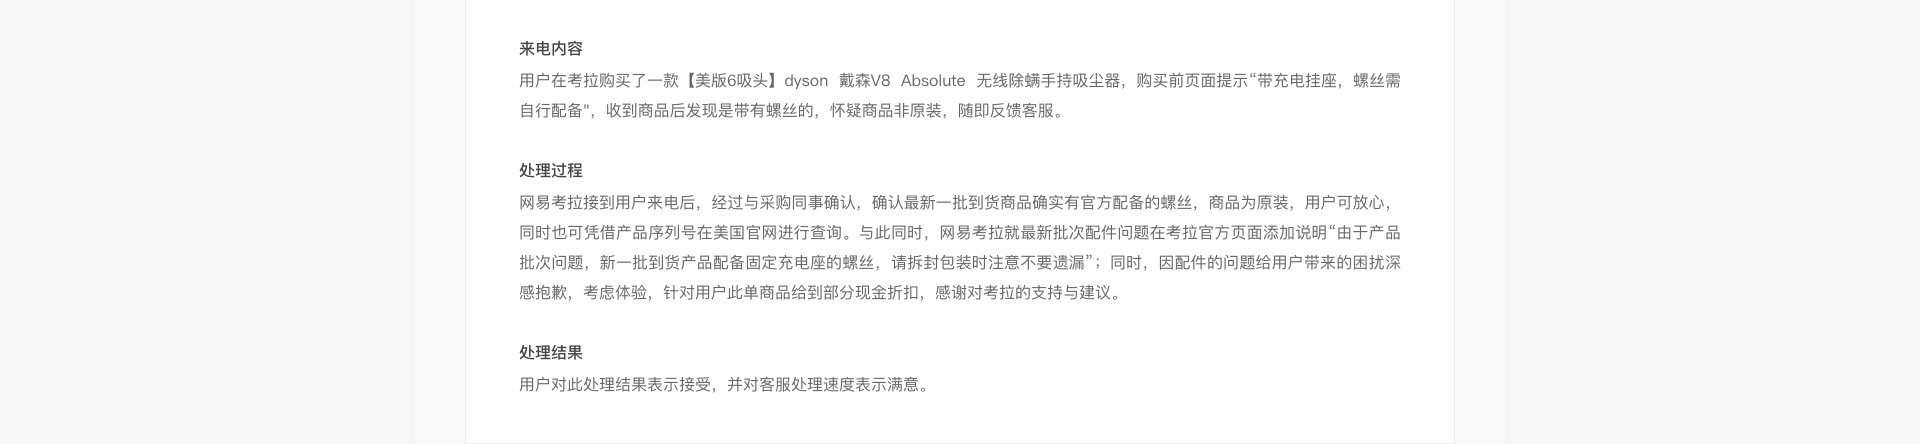 来电内容
用户在考拉购买了一款【美版6吸头】dyson 戴森V8 Absolute 无线除螨手持吸尘器，购买前页面提示“带充电挂座，螺丝需
自行配备"，收到商品后发现是带有螺丝的，怀疑商品非原装，随即反馈客服。
处理过程
网易考拉接到用户来电后，经过与采购同事确认，确认最新一批到货商品确实有官方配备的螺丝，商品为原装，用户可放心，
同时也可凭借产品序列号在美国官网进行查询。与此同时，网易考拉就最新批次配件问题在考拉官方页面添加说明“由于产品
批次问题，新一批到货产品配备固定充电座的螺丝，请拆封包装时注意不要遗漏”；同时，因配件的问题给用户带来的困扰深
感抱歉，考虑体验，针对用户此单商品给到部分现金折扣，感谢对考拉的支持与建议。
处理结果
用户对此处理结果表示接受，并对客服处理速度表示满意。